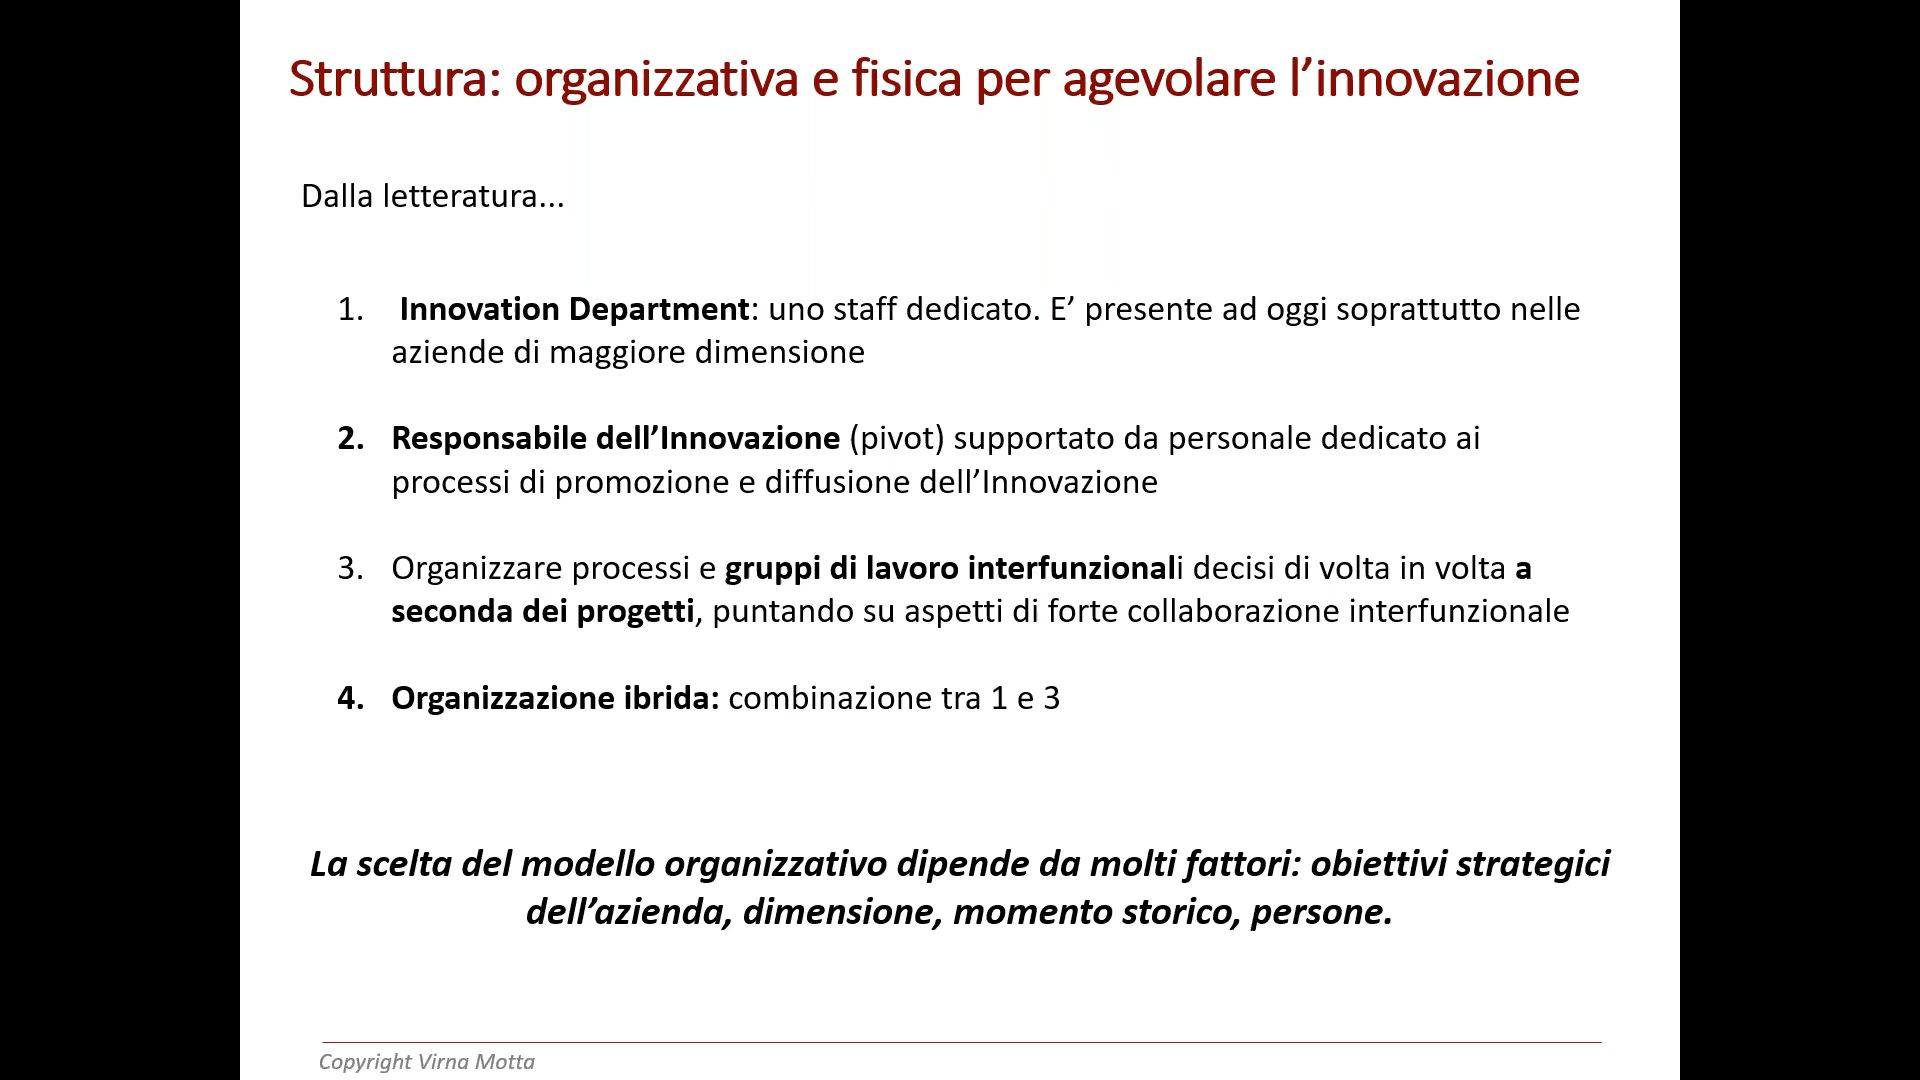 Struttura: organizzativa e fisica per agevolare l’innovazione
Dalla letteratura...
1. Innovation Department: uno staff dedicato. E’ presente ad oggi soprattutto nelle
aziende di maggiore dimensione
2. Responsabile dell’Innovazione (pivot) supportato da personale dedicato ai
processi di promozione e diffusione dell’Innovazione
3. Organizzare processi e gruppi di lavoro interfunzionali decisi di volta in volta a
seconda dei progetti, puntando su aspetti di forte collaborazione interfunzionale
4. Organizzazione ibrida: combinazione tra 1 e 3
La scelta del modello organizzativo dipende da molti fattori: obiettivi strategici
dell’azienda, dimensione, momento storico, persone.
Copyright Virna Motta